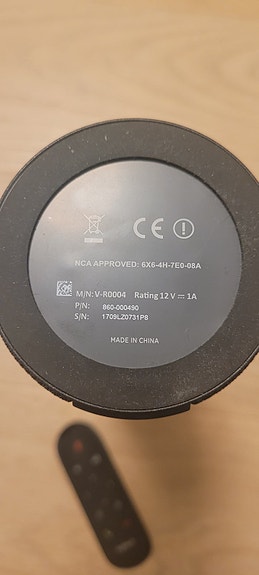 CE
NCA APPROVED: 6X6-4H-7E0-08A
M/N: V-R0004 Rating 12 V ⎓ 1A
P/N: 860-000490
S/N: 1709LZ0731P8
MADE IN CHINA